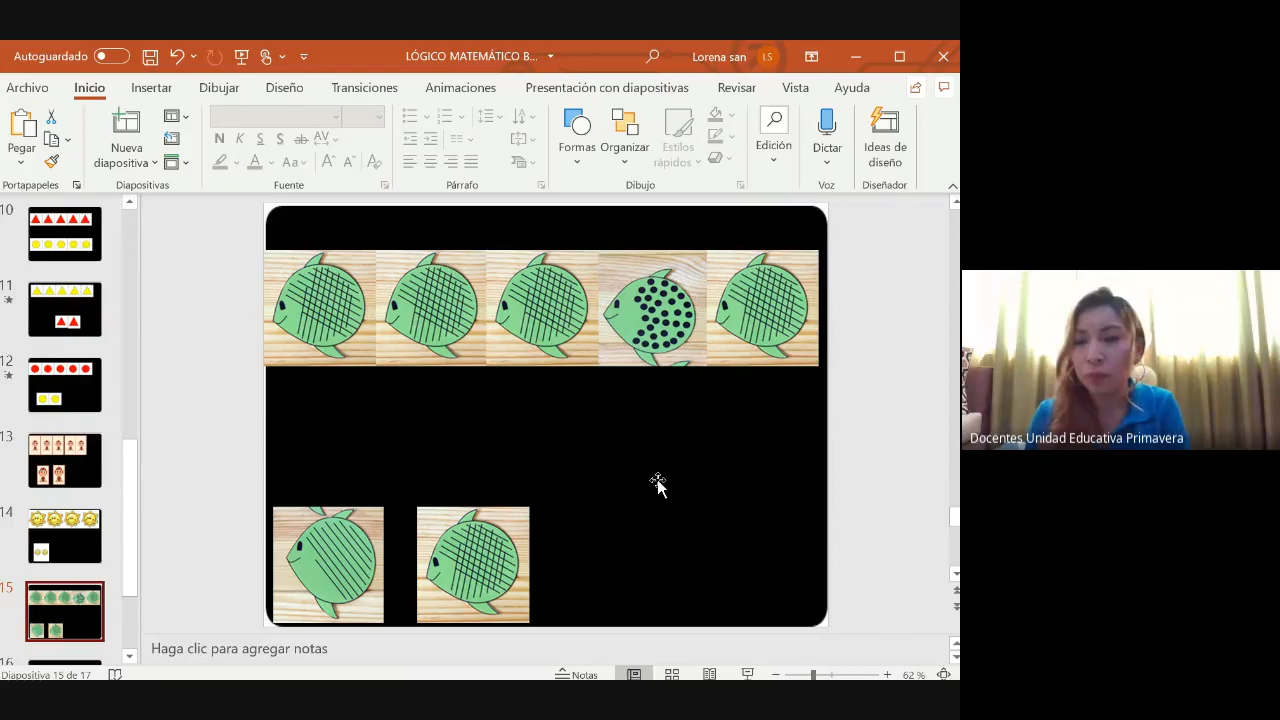 Autoguardado LÓGICO MATEMÁTICO B... Lorena san LS
Archivo Inicio Insertar Dibujar Diseño Transiciones Animaciones Presentación con diapositivas Revisar Vista Ayuda
Pegar
Nueva
diapositiva
N K S S ab AV
A Aa A A
Formas Organizar Estilos
rápidos
Edición
Dictar
Ideas de
diseño
Portapapeles Diapositivas Fuente Párrafo Dibujo Voz Diseñador
10
11
12
13
14
15
16
Docentes Unidad Educativa Primavera
Haga clic para agregar notas
Diapositiva 15 de 17 Notas 62 %